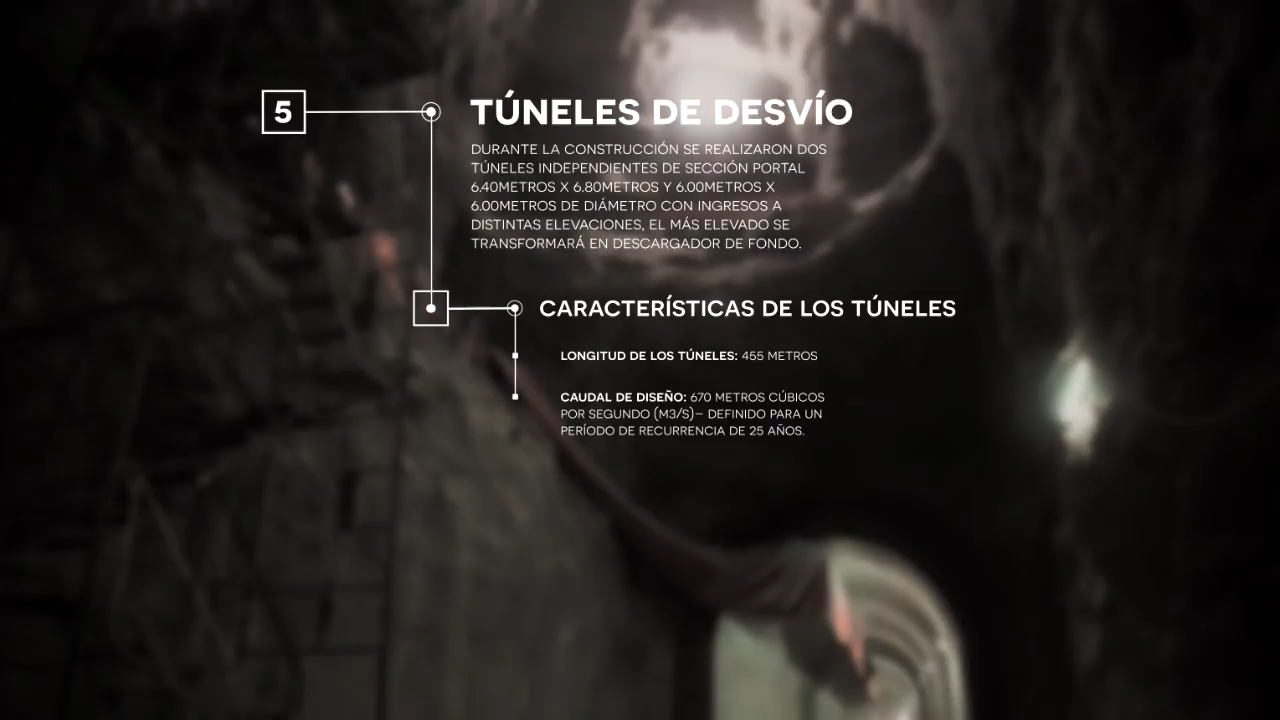 5
TÚNELES DE DESVÍO
DURANTE LA CONSTRUCCIÓN SE REALIZARON DOS
TÚNELES INDEPENDIENTES DE SECCIÓN PORTAL
6.40METROS X 6.80METROS Y 6.00METROS X
6.00METROS DE DIÁMETRO CON INGRESOS A
DISTINTAS ELEVACIONES, EL MÁS ELEVADO SE
TRANSFORMARÁ EN DESCARGADOR DE FONDO.
CARACTERÍSTICAS DE LOS TÚNELES
LONGITUD DE LOS TÚNELES: 455 METROS
CAUDAL DE DISEÑO: 670 METROS CÚBICOS
POR SEGUNDO (M3/S)– DEFINIDO PARA UN
PERÍODO DE RECURRENCIA DE 25 AÑOS.